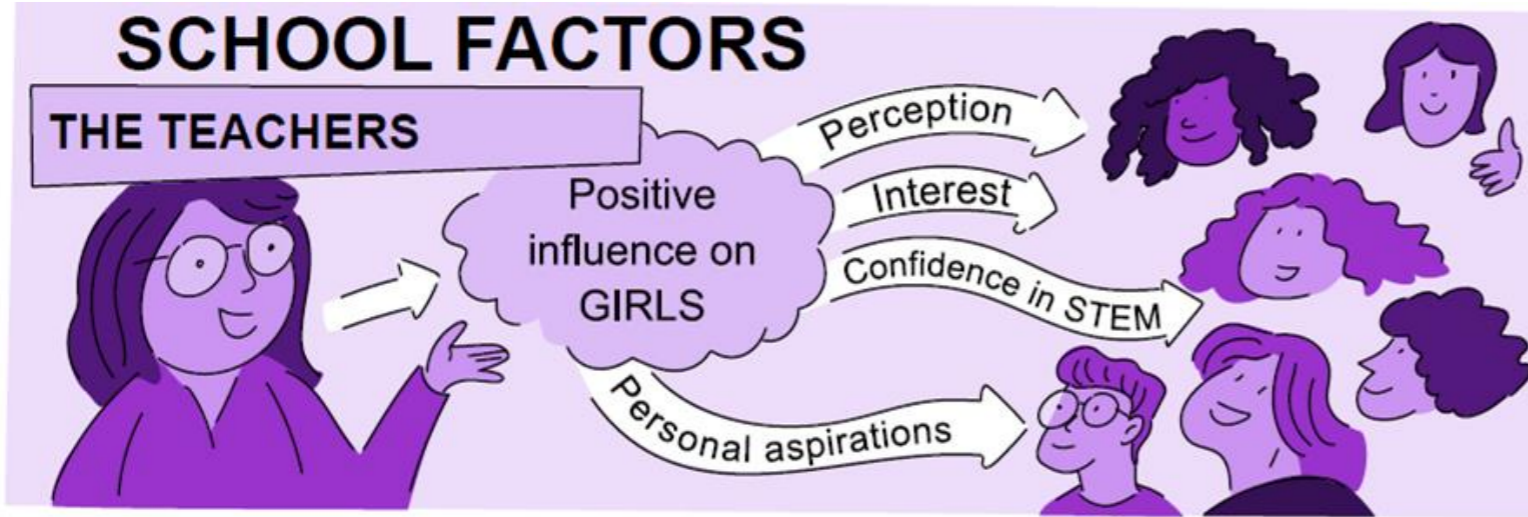 SCHOOL FACTORS
THE TEACHERS
Positive
influence on
GIRLS
Perception
Interest
Confidence in STEM
Personal aspirations